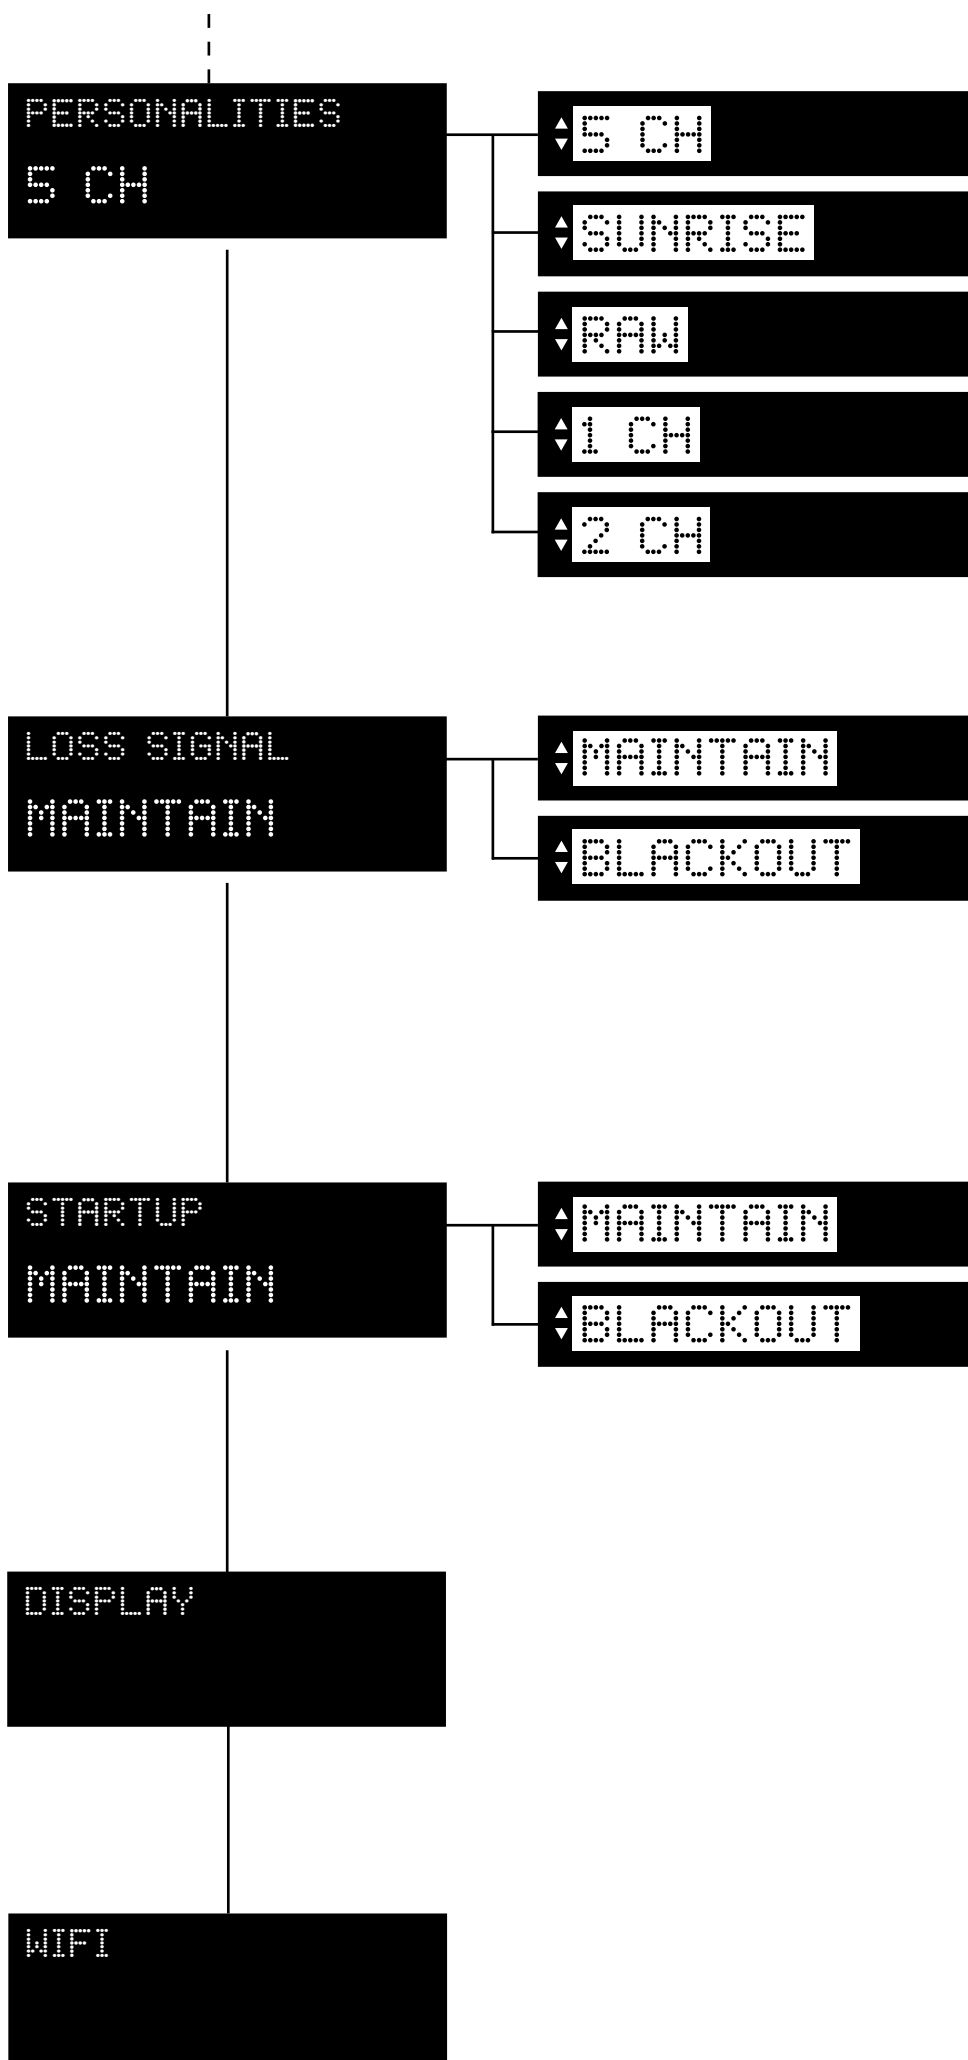 PERSONALITIES
5 CH
5 CH
SUNRISE
RAW
1 CH
2 CH
LOSS SIGNAL
MAINTAIN
MAINTAIN
BLACKOUT
STARTUP
MAINTAIN
MAINTAIN
BLACKOUT
DISPLAY
WIFI